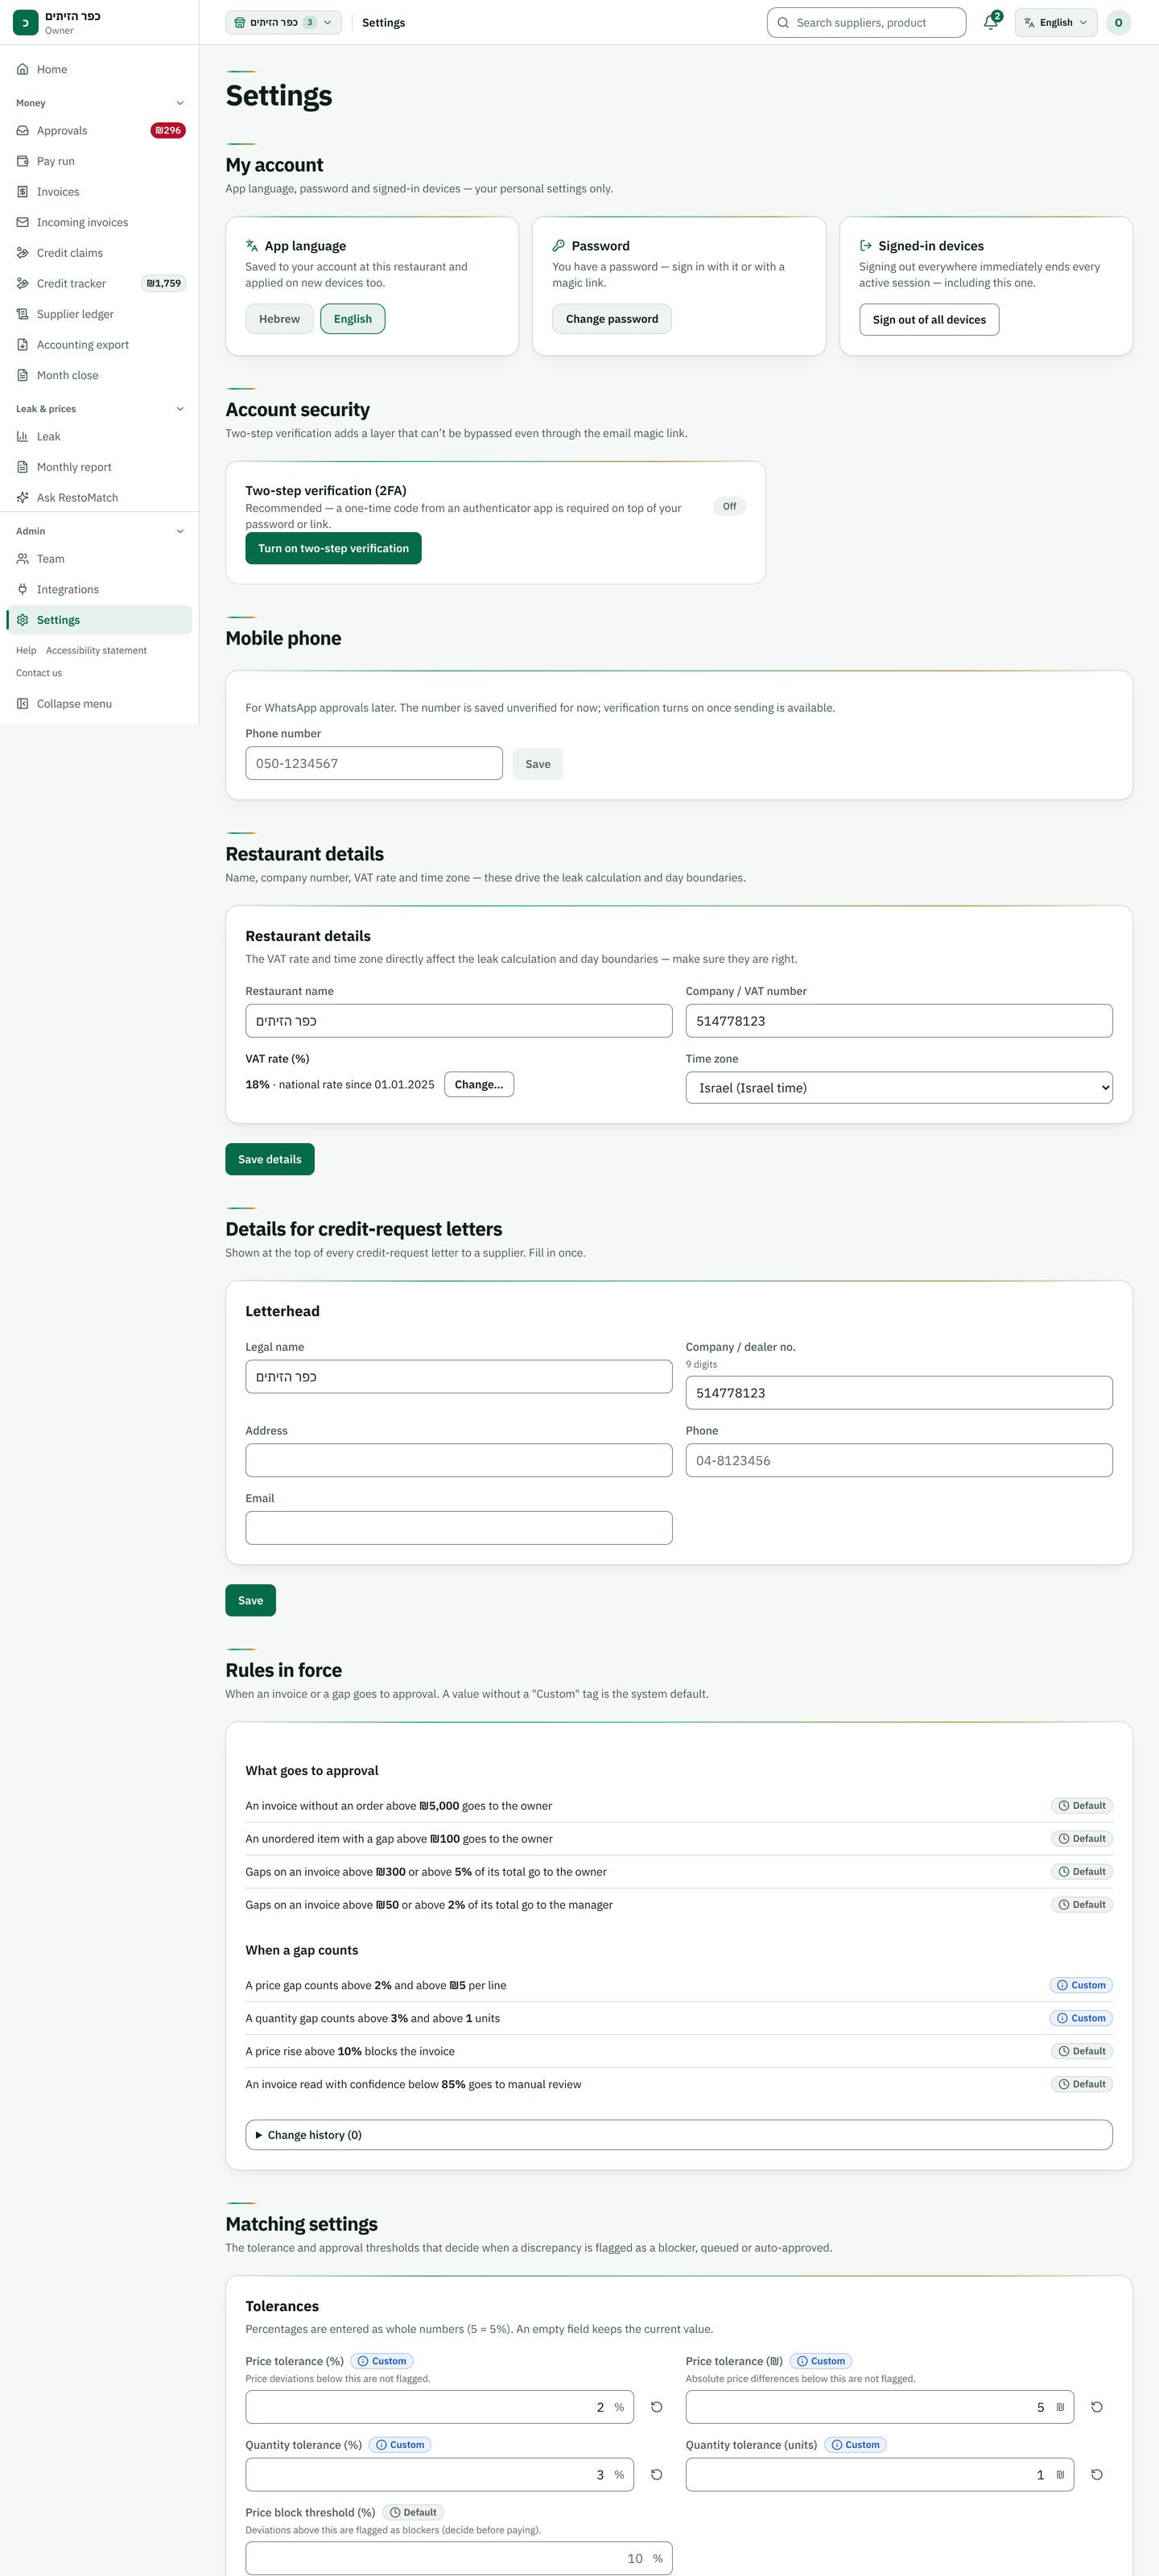 כ
כפר הזיתים
Owner
כפר הזיתים 3
Settings
Search suppliers, product
2
English
O
Home
Money
Approvals ₪296
Pay run
Invoices
Incoming invoices
Credit claims
Credit tracker ₪1,759
Supplier ledger
Accounting export
Month close
Leak & prices
Leak
Monthly report
Ask RestoMatch
Admin
Team
Integrations
Settings
Help Accessibility statement
Contact us
Collapse menu
Settings
My account
App language, password and signed-in devices — your personal settings only.
App language
Saved to your account at this restaurant and
applied on new devices too.
Hebrew English
Password
You have a password — sign in with it or with a
magic link.
Change password
Signed-in devices
Signing out everywhere immediately ends every
active session — including this one.
Sign out of all devices
Account security
Two-step verification adds a layer that can't be bypassed even through the email magic link.
Two-step verification (2FA)
Recommended — a one-time code from an authenticator app is required on top of your
password or link.
Off
Turn on two-step verification
Mobile phone
For WhatsApp approvals later. The number is saved unverified for now; verification turns on once sending is available.
Phone number
050-1234567 Save
Restaurant details
Name, company number, VAT rate and time zone — these drive the leak calculation and day boundaries.
Restaurant details
The VAT rate and time zone directly affect the leak calculation and day boundaries — make sure they are right.
Restaurant name
כפר הזיתים
Company / VAT number
514778123
VAT rate (%)
18% · national rate since 01.01.2025 Change...
Time zone
Israel (Israel time)
Save details
Details for credit-request letters
Shown at the top of every credit-request letter to a supplier. Fill in once.
Letterhead
Legal name
כפר הזיתים
Company / dealer no.
9 digits
514778123
Address
Phone
04-8123456
Email
Save
Rules in force
When an invoice or a gap goes to approval. A value without a "Custom" tag is the system default.
What goes to approval
An invoice without an order above ₪5,000 goes to the owner Default
An unordered item with a gap above ₪100 goes to the owner Default
Gaps on an invoice above ₪300 or above 5% of its total go to the owner Default
Gaps on an invoice above ₪50 or above 2% of its total go to the manager Default
When a gap counts
A price gap counts above 2% and above ₪5 per line Custom
A quantity gap counts above 3% and above 1 units Custom
A price rise above 10% blocks the invoice Default
An invoice read with confidence below 85% goes to manual review Default
Change history (0)
Matching settings
The tolerance and approval thresholds that decide when a discrepancy is flagged as a blocker, queued or auto-approved.
Tolerances
Percentages are entered as whole numbers (5 = 5%). An empty field keeps the current value.
Price tolerance (%) Custom
Price deviations below this are not flagged.
2 %
Price tolerance (₪) Custom
Absolute price differences below this are not flagged.
5 ₪
Quantity tolerance (%) Custom
3 %
Quantity tolerance (units) Custom
1 ₪
Price block threshold (%) Default
Deviations above this are flagged as blockers (decide before paying).
10 %